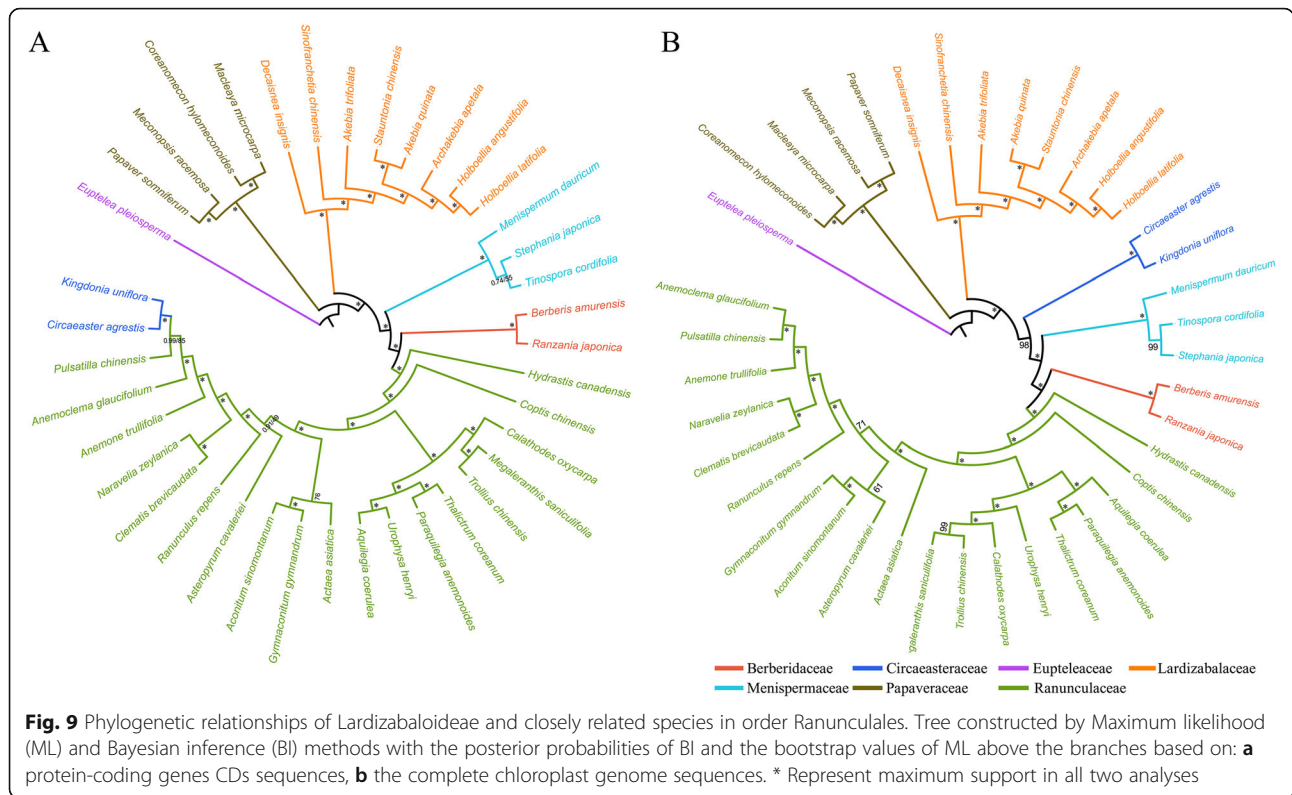 A
B
Papaver somniferum
Meconopsis racemosa
Coreanomecon hylomeconoides
Macleaya microcarpa
Decaisnea insignis
Sinofranchetia chinensis
Akebia trifoliata
Stauntonia chinensis
Akebia quinata
Archakebia apetala
Holboellia angustifolia
Holboellia latifolia
Menispermum dauricum
Stephania japonica
Tinospora cordifolia
0.74/55
Berberis amurensis
Ranzania japonica
Hydrastis canadensis
Coptis chinensis
Calathodes oxycarpa
Megaleranthis saniculifolia
Trollius chinensis
Thalictrum coreanum
Paraquilegia anemonoides
Urophysa henryi
Aquilegia coerulea
Actaea asiatica
76
Gymnaconitum gymnandrum
Aconitum sinomontanum
Asteropyrum cavaleriei
Ranunculus repens
Clematis brevicaudata
Naravelia zeylanica
Anemone trullifolia
Anemoclema glaucifolium
Pulsatilla chinensis
0.99/85
Circaeaster agrestis
Kingdonia uniflora
Euptelea pleiosperma
Coreanomecon hylomeconoides
Macleaya microcarpa
Meconopsis racemosa
Papaver somniferum
Decaisnea insignis
Sinofranchetia chinensis
Akebia trifoliata
Akebia quinata
Stauntonia chinensis
Archakebia apetala
Holboellia angustifolia
Holboellia latifolia
Circaeaster agrestis
Kingdonia uniflora
98
Menispermum dauricum
Tinospora cordifolia
99
Stephania japonica
Berberis amurensis
Ranzania japonica
Hydrastis canadensis
Coptis chinensis
Aquilegia coerulea
Paraquilegia anemonoides
Thalictrum coreanum
Urophysa henryi
Calathodes oxycarpa
Trollius chinensis
galeranthis saniculifolia
99
Actaea asiatica
Asteropyrum cavaleriei
61
Aconitum sinomontanum
Gymnaconitum gymnandrum
71
Ranunculus repens
Clematis brevicaudata
Naravelia zeylanica
Anemone trullifolia
Pulsatilla chinensis
Anemoclema glaucifolium
Euptelea pleiosperma
Berberidaceae Circaeasteraceae Eupteleaceae Lardizabalaceae
Menispermaceae Papaveraceae Ranunculaceae
Fig. 9 Phylogenetic relationships of Lardizabaloideae and closely related species in order Ranunculales. Tree constructed by Maximum likelihood
(ML) and Bayesian inference (BI) methods with the posterior probabilities of BI and the bootstrap values of ML above the branches based on: a
protein-coding genes CDs sequences, b the complete chloroplast genome sequences. * Represent maximum support in all two analyses